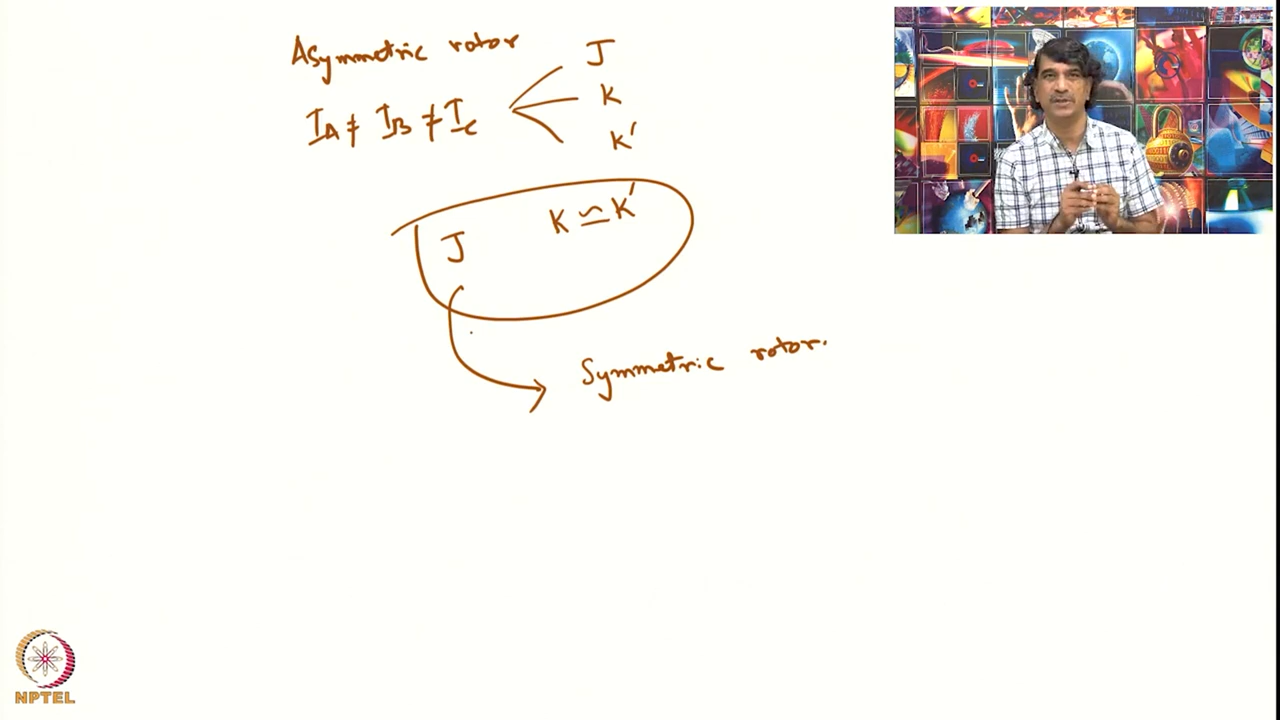 Asymmetric rotor
J
K
K'
IA ≠ IB ≠ IC
K ≃ K'
J
Symmetric rotor.
NPTEL